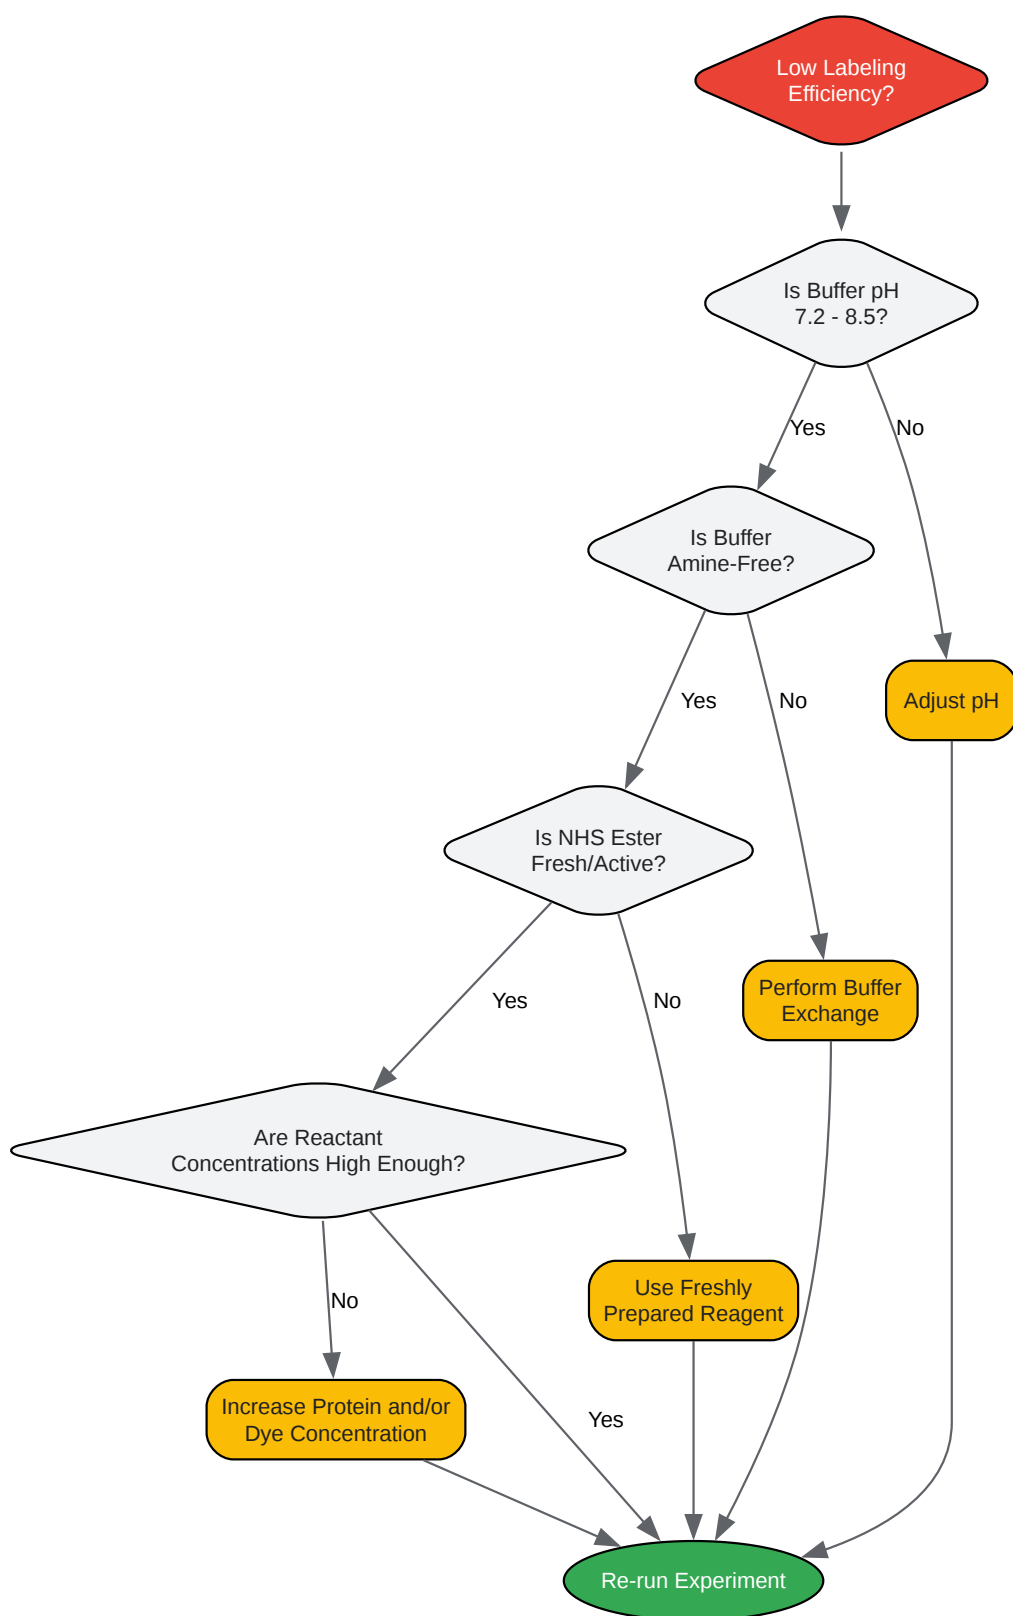 Low Labeling
Efficiency?
Is Buffer pH
7.2 - 8.5?
Yes
No
Is Buffer
Amine-Free?
Yes
No
Adjust pH
Is NHS Ester
Fresh/Active?
Yes
No
Perform Buffer
Exchange
Are Reactant
Concentrations High Enough?
No
Use Freshly
Prepared Reagent
Increase Protein and/or
Dye Concentration
Yes
Re-run Experiment